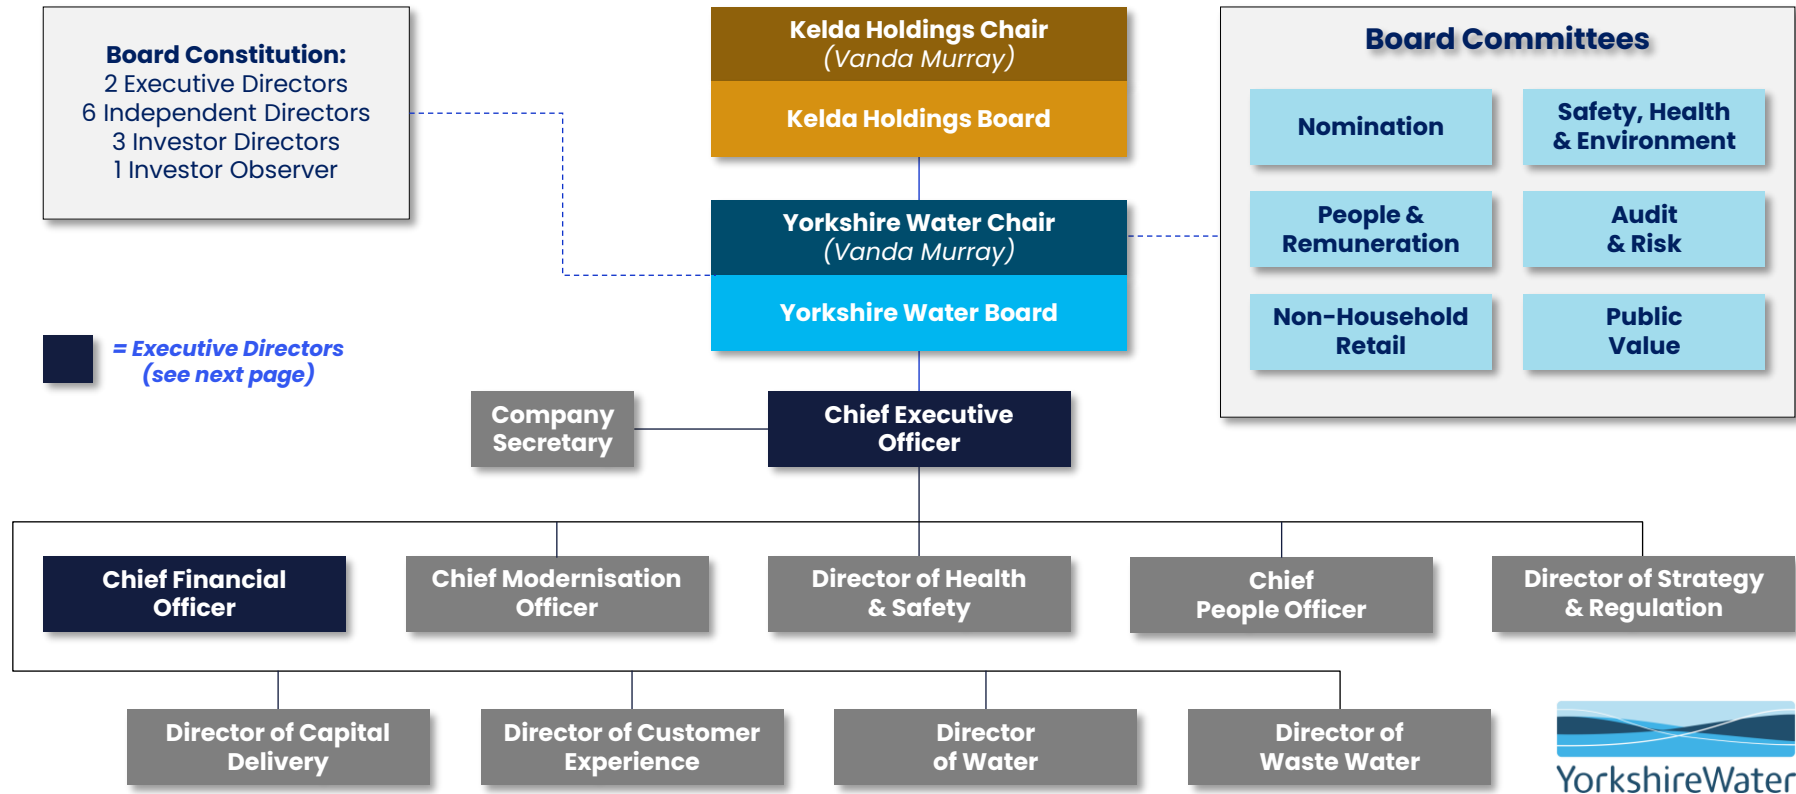 Board Constitution:
2 Executive Directors
6 Independent Directors
3 Investor Directors
1 Investor Observer
Kelda Holdings Chair
(Vanda Murray)
Kelda Holdings Board
Yorkshire Water Chair
(Vanda Murray)
Yorkshire Water Board
Board Committees
Nomination
Safety, Health
& Environment
People &
Remuneration
Audit
& Risk
Non-Household
Retail
Public
Value
= Executive Directors
(see next page)
Company
Secretary
Chief Executive
Officer
Chief Financial
Officer
Chief Modernisation
Officer
Director of Health
& Safety
Chief
People Officer
Director of Strategy
& Regulation
Director of Capital
Delivery
Director of Customer
Experience
Director
of Water
Director of
Waste Water
YorkshireWater